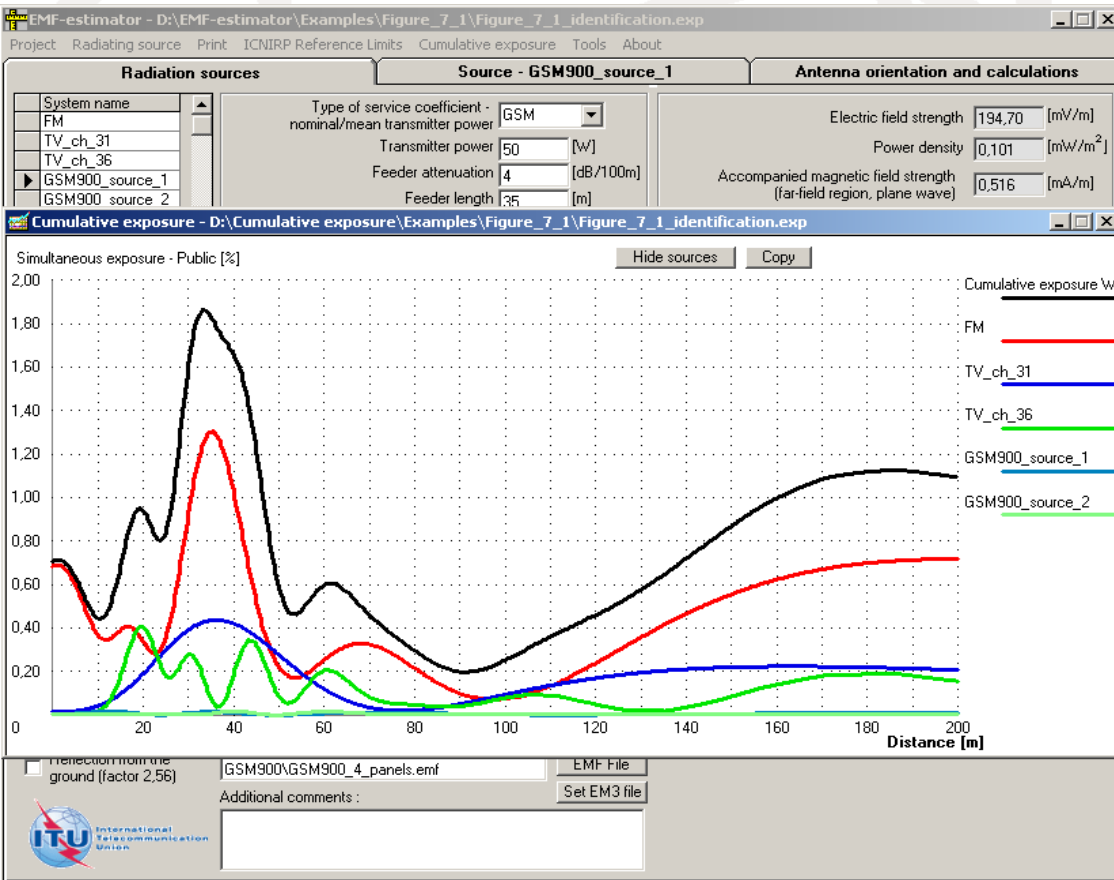 EMF-estimator - D:\EMF-estimator\Examples\Figure_7_1\Figure_7_1_identification.exp
Project Radiating source Print ICNIRP Reference Limits Cumulative exposure Tools About
Radiation sources
Source - GSM900_source_1
Antenna orientation and calculations
System name
FM
TV_ch_31
TV_ch_36
GSM900_source_1
GSM900_source_2
Type of service coefficient -
nominal/mean transmitter power
GSM
Transmitter power 50 [W]
Feeder attenuation 4 [dB/100m]
Feeder length 35 [m]
Electric field strength 194,70 [mV/m]
Power density 0,101 [mW/m²]
Accompanied magnetic field strength
(far-field region, plane wave)
0,516 [mA/m]
Cumulative exposure - D:\Cumulative exposure\Examples\Figure_7_1\Figure_7_1_identification.exp
Simultaneous exposure - Public [%]
Hide sources
Copy
2,00
1,80
1,60
1,40
1,20
1,00
0,80
0,60
0,40
0,20
0 20 40 60 80 100 120 140 160 180 200
Distance [m]
Cumulative exposure W
FM
TV_ch_31
TV_ch_36
GSM900_source_1
GSM900_source_2
Reflection from the
ground (factor 2,56)
GSM900\GSM900_4_panels.emf
EMF File
Additional comments :
Set EM3 file
ITU
International
Telecommunication
Union